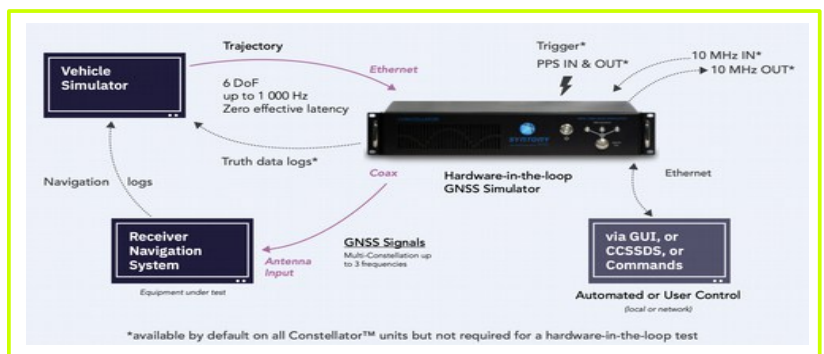 Trajectory
Trigger*
PPS IN & OUT*
10 MHz IN*
10 MHz OUT*
Vehicle
Simulator
Ethernet
6 DoF
up to 1 000 Hz
Zero effective latency
SYNTONY
Truth data logs*
Coax
Hardware-in-the-loop
GNSS Simulator
Ethernet
Navigation logs
Receiver
Navigation
System
Antenna
Input
GNSS Signals
Multi-Constellation up
to 3 frequencies
via GUI, or
CCSSDS, or
Commands
Equipment under test
Automated or User Control
(local or network)
*available by default on all Constellator™ units but not required for a hardware-in-the-loop test